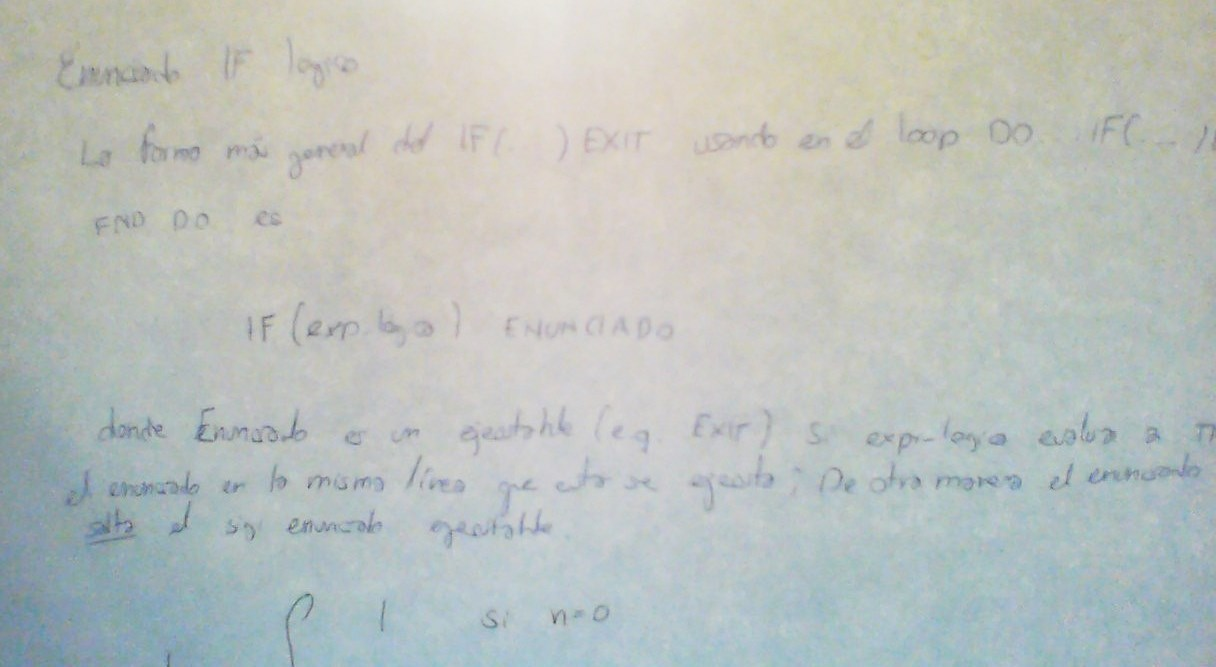 Enunciado IF logico
La forma más general del IF(...) EXIT usando en el loop DO... IF(...)
END DO es
IF (exp. logica) ENUNCIADO
donde Enunciado es un ejecutable (e.g. EXIT) Si expr-logica evalua a
el enunciado en la misma línea que esta se ejecuta; De otra manera el enunciado
salta el sig enunciado ejecutable.
{ 1 si n=0